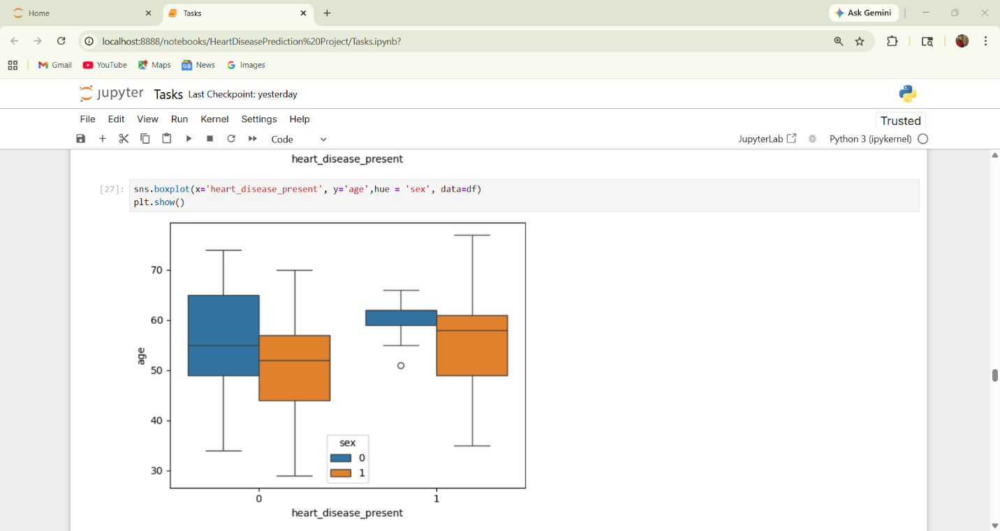 Home
Tasks
Ask Gemini
localhost:8888/notebooks/HeartDiseasePrediction%20Project/Tasks.ipynb?
Gmail YouTube Maps News Images
jupyter Tasks Last Checkpoint: yesterday
File Edit View Run Kernel Settings Help
Trusted
Code
JupyterLab Python 3 (ipykernel)
heart_disease_present
[27]: sns.boxplot(x='heart_disease_present', y='age',hue = 'sex', data=df)
plt.show()
70
60
50
40
30
age
sex
0
1
0 1
heart_disease_present